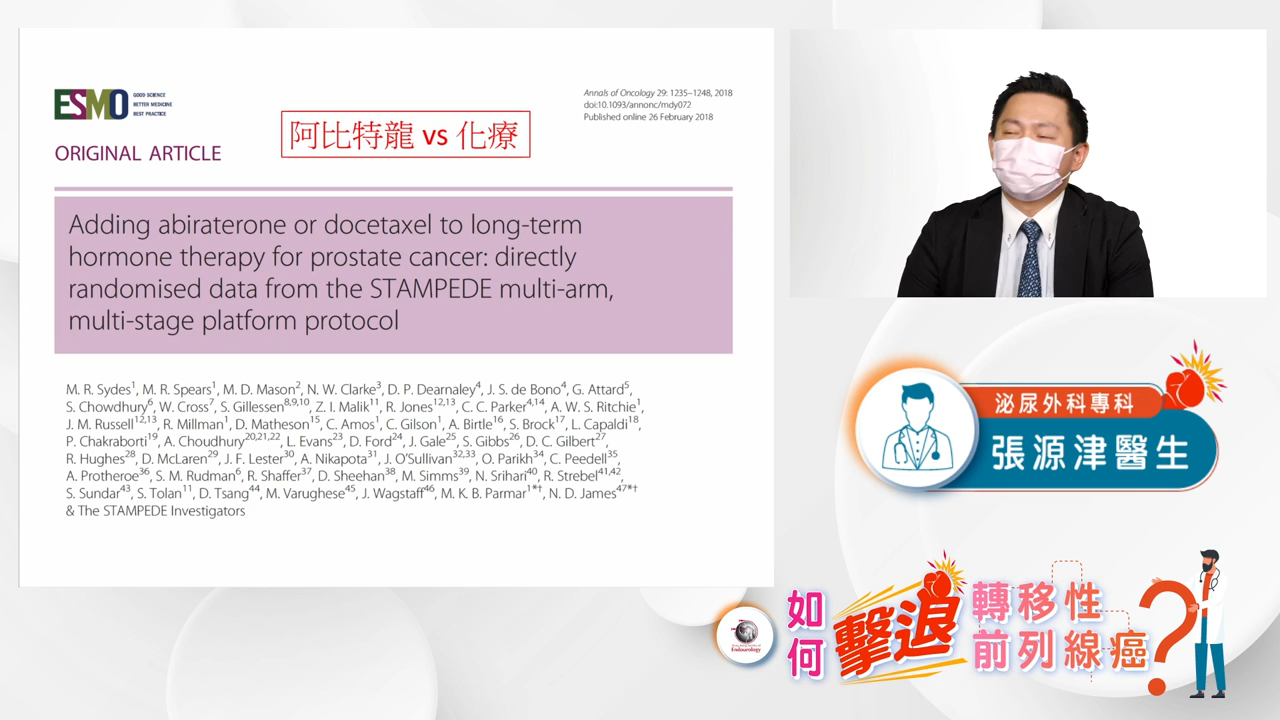 ESMO
GOOD SCIENCE
BETTER MEDICINE
BEST PRACTICE
Annals of Oncology 29: 1235–1248, 2018
doi:10.1093/annonc/mdy072
Published online 26 February 2018
阿比特龍 vs 化療
ORIGINAL ARTICLE
Adding abiraterone or docetaxel to long-term
hormone therapy for prostate cancer: directly
randomised data from the STAMPEDE multi-arm,
multi-stage platform protocol
M. R. Sydes1, M. R. Spears1, M. D. Mason2, N. W. Clarke3, D. P. Dearnaley4, J. S. de Bono4, G. Attard5,
S. Chowdhury6, W. Cross7, S. Gillessen8,9,10, Z. I. Malik11, R. Jones12,13, C. C. Parker4,14, A. W. S. Ritchie1,
J. M. Russell12,13, R. Millman1, D. Matheson15, C. Amos1, C. Gilson1, A. Birtle16, S. Brock17, L. Capaldi18,
P. Chakraborti19, A. Choudhury20,21,22, L. Evans23, D. Ford24, J. Gale25, S. Gibbs26, D. C. Gilbert27,
R. Hughes28, D. McLaren29, J. F. Lester30, A. Nikapota31, J. O'Sullivan32,33, O. Parikh34, C. Peedell35,
A. Protheroe36, S. M. Rudman6, R. Shaffer37, D. Sheehan38, M. Simms39, N. Srihari40, R. Strebel41,42,
S. Sundar43, S. Tolan11, D. Tsang44, M. Varughese45, J. Wagstaff46, M. K. B. Parmar1*†, N. D. James47*†
& The STAMPEDE Investigators
泌尿外科專科
張源津醫生
Endourology
如何擊退轉移性
前列線癌?